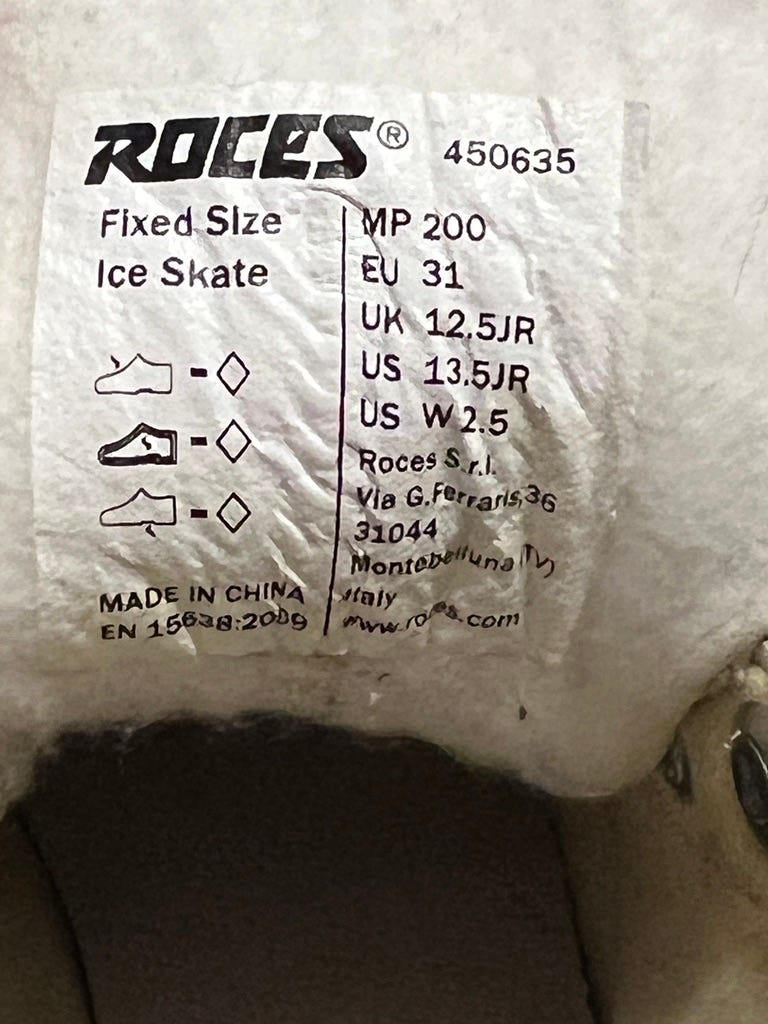 ROCES® 450635
Fixed Size
Ice Skate
MADE IN CHINA
EN 15638:2009
MP 200
EU 31
UK 12.5JR
US 13.5JR
US W 2.5
Roces S.r.l.
Via G.Ferraris,36
31044
Montebelluna (TV)
Italy
www.roces.com